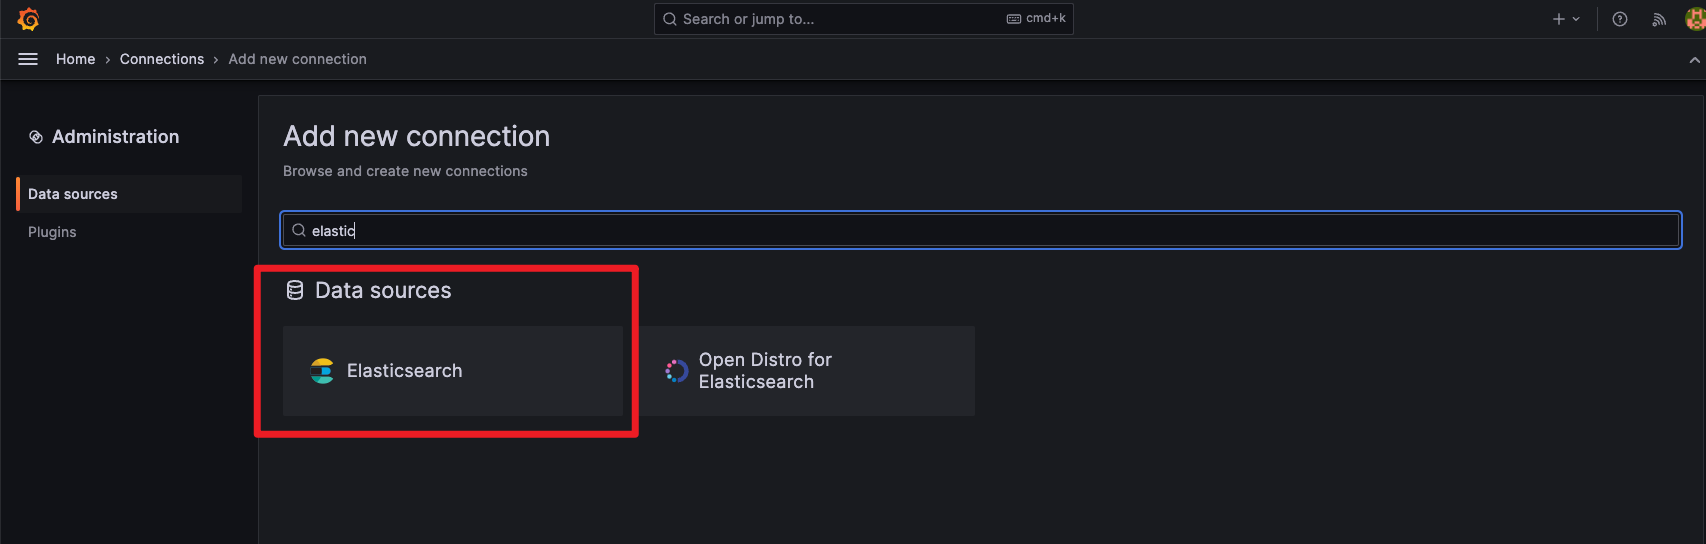 Search or jump to...
cmd+k
Home › Connections › Add new connection
Administration
Data sources
Plugins
Add new connection
Browse and create new connections
elastic
Data sources
Elasticsearch
Open Distro for
Elasticsearch